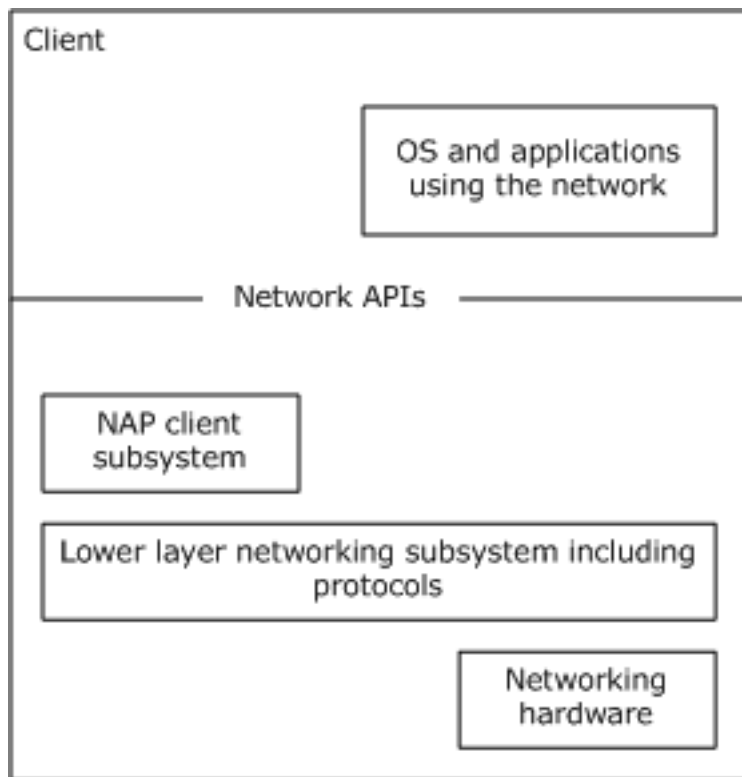 Client
OS and applications
using the network
Network APIs
NAP client
subsystem
Lower layer networking subsystem including
protocols
Networking
hardware